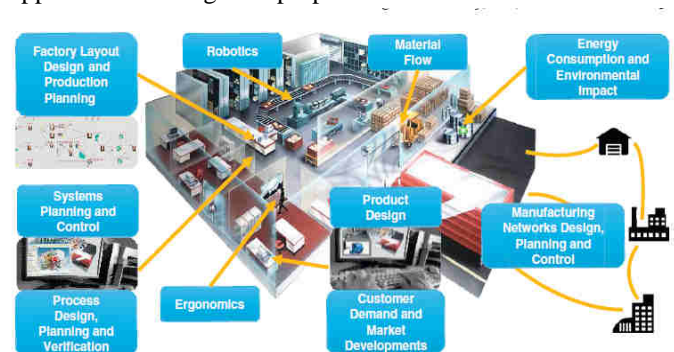 Factory Layout
Design and
Production
Planning
Robotics
Material
Flow
Energy
Consumption and
Environmental
Impact
Systems
Planning and
Control
Product
Design
Manufacturing
Networks Design,
Planning and
Control
Process
Design,
Planning and
Verification
Ergonomics
Customer
Demand and
Market
Developments